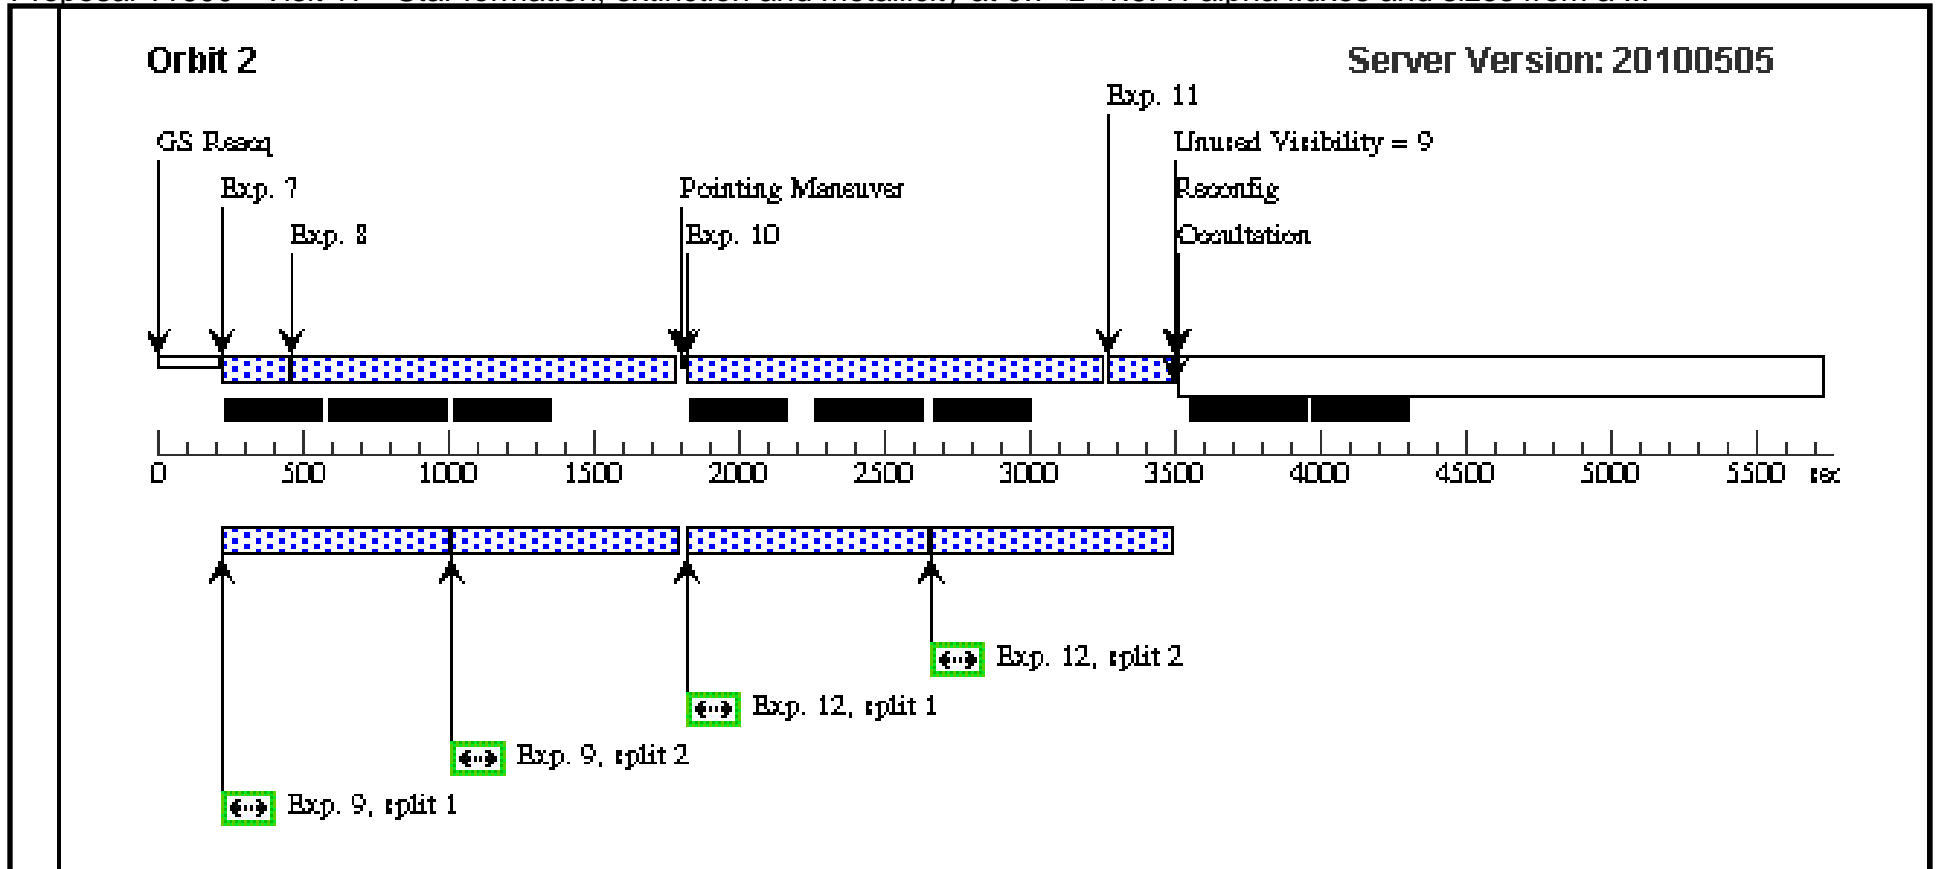 Orbit 2
Server Version: 20100505
Exp. 11
GS Reacq
Unused Visibility = 9
Exp. 7
Pointing Maneuver
Reconfig
Exp. 8
Exp. 10
Occultation
0 500 1000 1500 2000 2500 3000 3500 4000 4500 5000 5500 sec
Exp. 12, split 2
Exp. 12, split 1
Exp. 9, split 2
Exp. 9, split 1